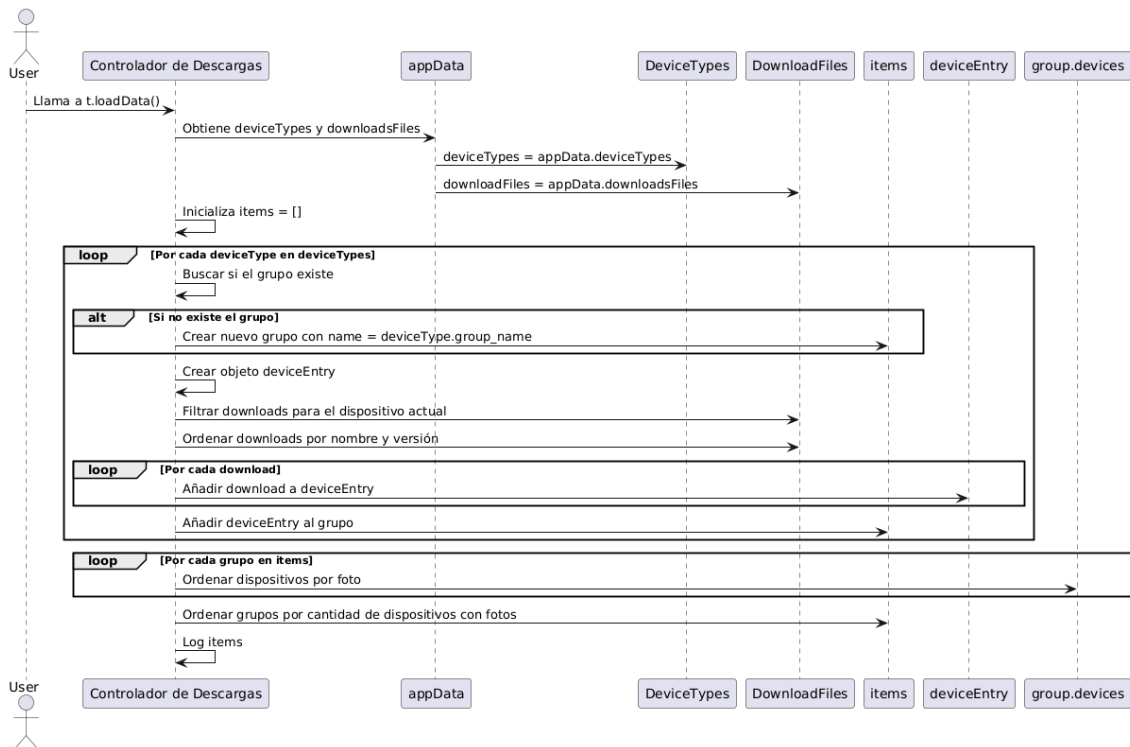 User
Controlador de Descargas
appData
DeviceTypes
DownloadFiles
items
deviceEntry
group.devices
Llama a t.loadData()
Obtiene deviceTypes y downloadsFiles
deviceTypes = appData.deviceTypes
downloadFiles = appData.downloadsFiles
Inicializa items = []
loop [Por cada deviceType en deviceTypes]
Buscar si el grupo existe
alt [Si no existe el grupo]
Crear nuevo grupo con name = deviceType.group_name
Crear objeto deviceEntry
Filtrar downloads para el dispositivo actual
Ordenar downloads por nombre y versión
loop [Por cada download]
Añadir download a deviceEntry
Añadir deviceEntry al grupo
loop [Por cada grupo en items]
Ordenar dispositivos por foto
Ordenar grupos por cantidad de dispositivos con fotos
Log items
User
Controlador de Descargas
appData
DeviceTypes
DownloadFiles
items
deviceEntry
group.devices